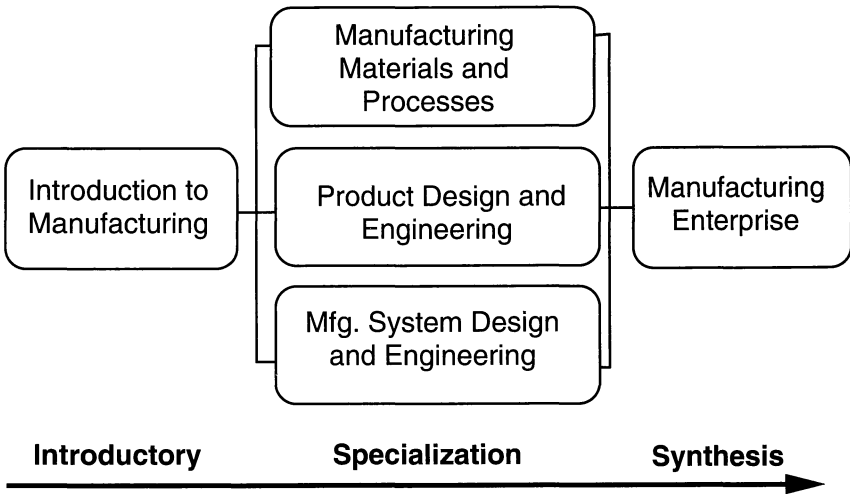 Introduction to
Manufacturing
Manufacturing
Materials and
Processes
Product Design and
Engineering
Mfg. System Design
and Engineering
Manufacturing
Enterprise
Introductory
Specialization
Synthesis